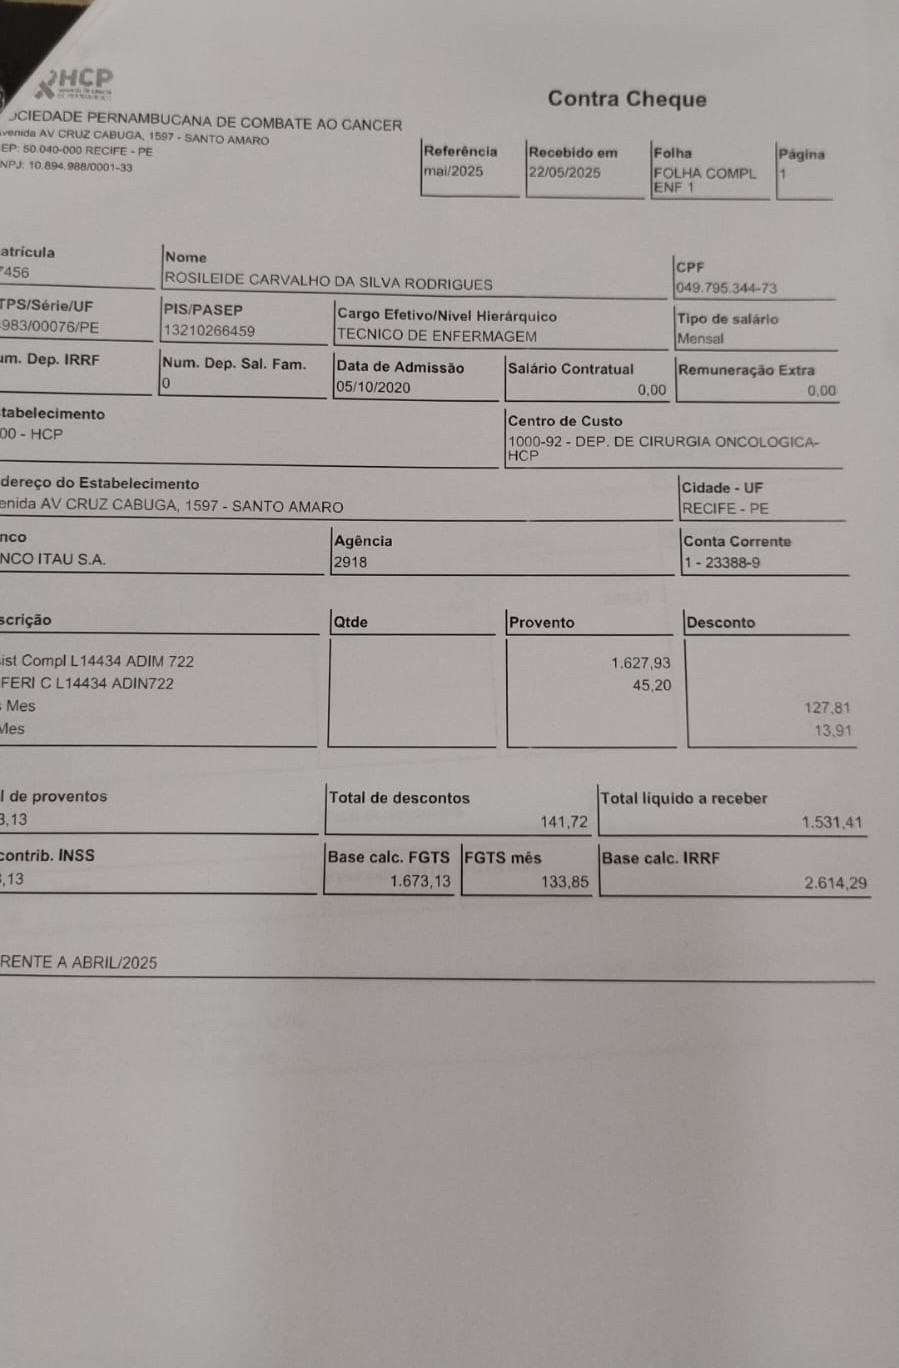 HCP
Contra Cheque
OCIEDADE PERNAMBUCANA DE COMBATE AO CANCER
venida AV CRUZ CABUGA, 1597 - SANTO AMARO
EP: 50.040-000 RECIFE - PE
NPJ: 10.894.988/0001-33
Referência Recebido em Folha Página
mai/2025 22/05/2025 FOLHA COMPL 1
ENF 1
atrícula Nome CPF
7456 ROSILEIDE CARVALHO DA SILVA RODRIGUES 049.795.344-73
TPS/Série/UF PIS/PASEP Cargo Efetivo/Nível Hierárquico Tipo de salário
983/00076/PE 13210266459 TECNICO DE ENFERMAGEM Mensal
um. Dep. IRRF Num. Dep. Sal. Fam. Data de Admissão Salário Contratual Remuneração Extra
0 05/10/2020 0,00 0,00
tabelecimento Centro de Custo
00 - HCP 1000-92 - DEP. DE CIRURGIA ONCOLOGICA-
HCP
dereço do Estabelecimento Cidade - UF
enida AV CRUZ CABUGA, 1597 - SANTO AMARO RECIFE - PE
nco Agência Conta Corrente
NCO ITAU S.A. 2918 1 - 23388-9
scrição Qtde Provento Desconto
ist Compl L14434 ADIM 722 1.627,93
FERI C L14434 ADIN722 45,20
Mes 127,81
Mes 13,91
l de proventos Total de descontos Total líquido a receber
3,13 141,72 1.531,41
contrib. INSS Base calc. FGTS FGTS mês Base calc. IRRF
,13 1.673,13 133,85 2.614,29
RENTE A ABRIL/2025